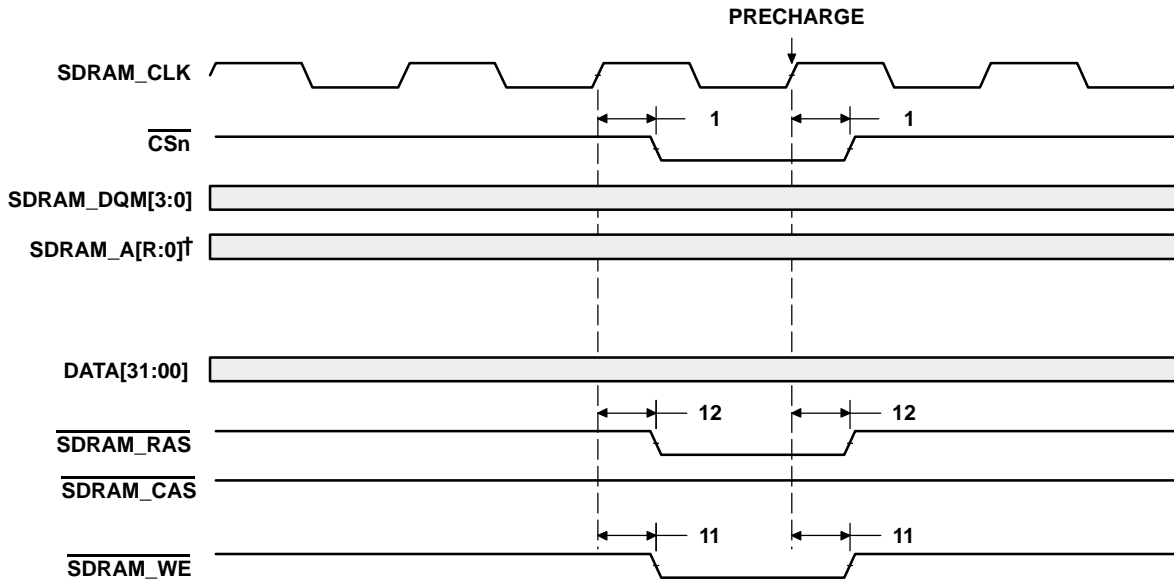 PRECHARGE
SDRAM_CLK
1 1
CSn
SDRAM_DQM[3:0]
SDRAM_A[R:0]†
DATA[31:00]
12 12
SDRAM_RAS
SDRAM_CAS
11 11
SDRAM_WE